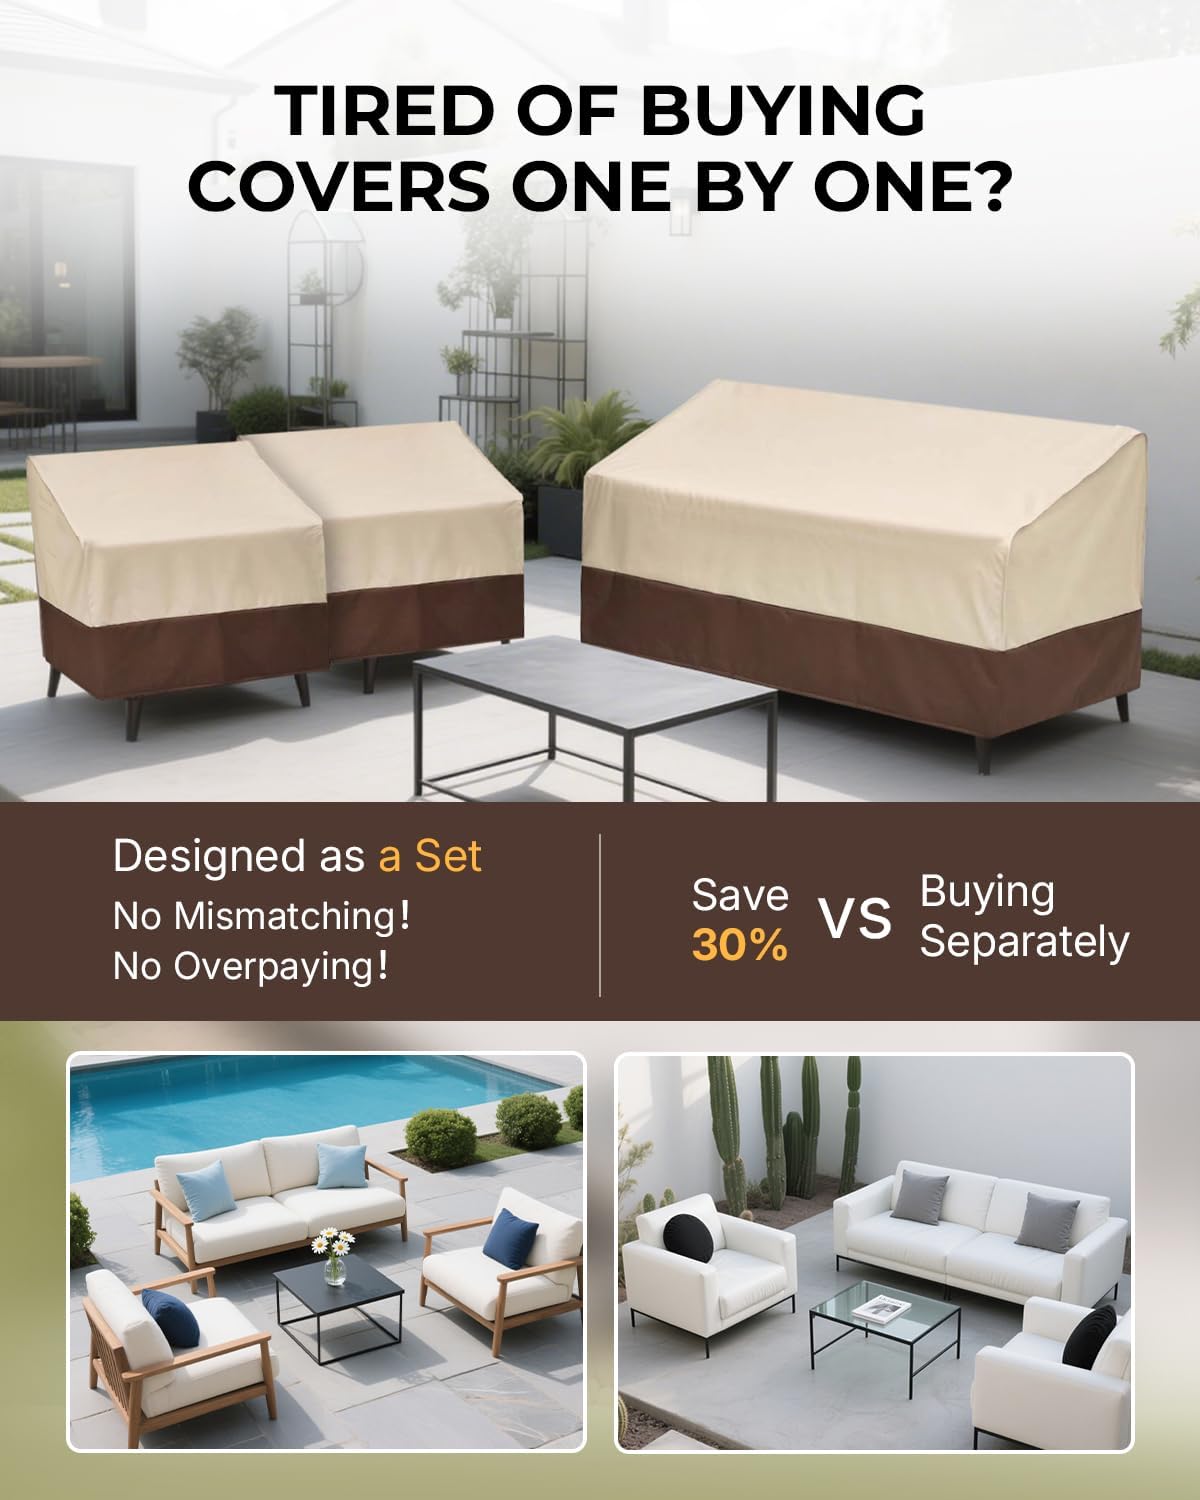 TIRED OF BUYING
COVERS ONE BY ONE?
Designed as a Set
No Mismatching!
No Overpaying!
Save
30%
VS
Buying
Separately